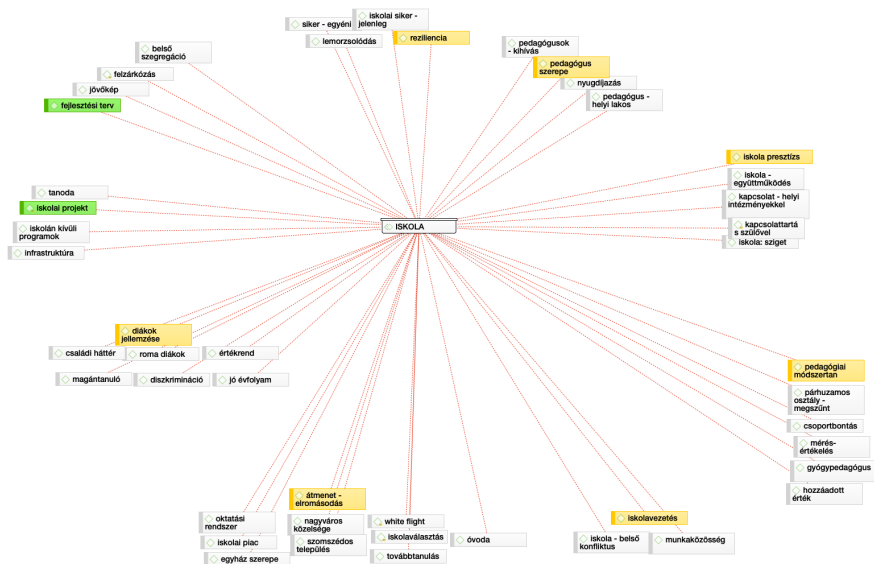 siker - egyéni
iskolai siker -
jelenleg
lemorzsolódás
reziliencia
belső
szegregáció
felzárkózás
jövőkép
fejlesztési terv
pedagógusok
- kihívás
pedagógus
szerepe
nyugdíjazás
pedagógus -
helyi lakos
iskola presztízs
iskola -
együttműködés
kapcsolat - helyi
intézményekkel
kapcsolattartá
s szülővel
iskola: sziget
tanoda
iskolai projekt
iskolán kívüli
programok
infrastruktúra
ISKOLA
diákok
jellemzése
családi háttér
roma diákok
értékrend
magántanuló
diszkrimináció
jó évfolyam
pedagógiai
módszertan
párhuzamos
osztály -
megszűnt
csoportbontás
mérés-
értékelés
gyógypedagógus
hozzáadott
érték
átmenet -
elromásodás
oktatási
rendszer
nagyváros
közelsége
white flight
iskolai piac
szomszédos
település
iskolaválasztás
egyház szerepe
továbbtanulás
óvoda
iskolavezetés
iskola - belső
konfliktus
munkaközösség